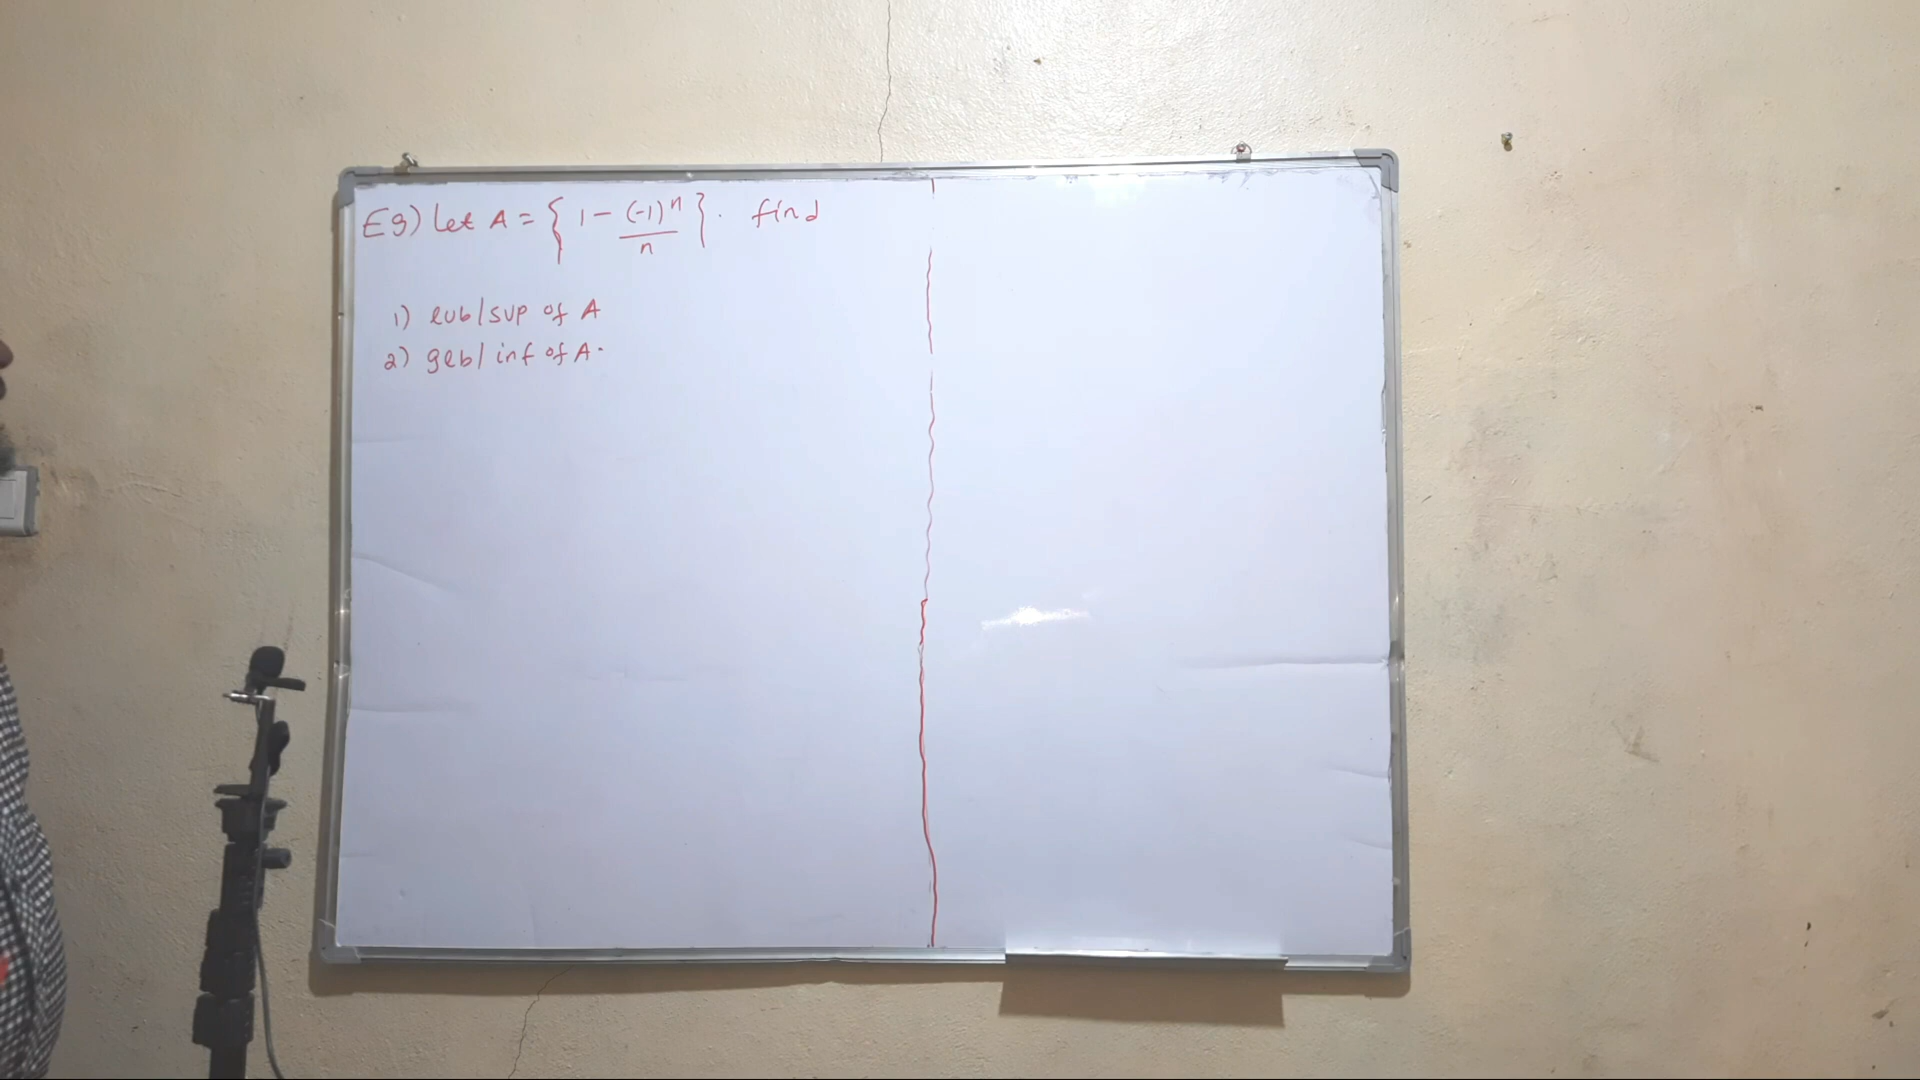 Eg) Let A = { 1 - (-1)^n / n }. find
1) lub/sup of A
2) glb/inf of A.